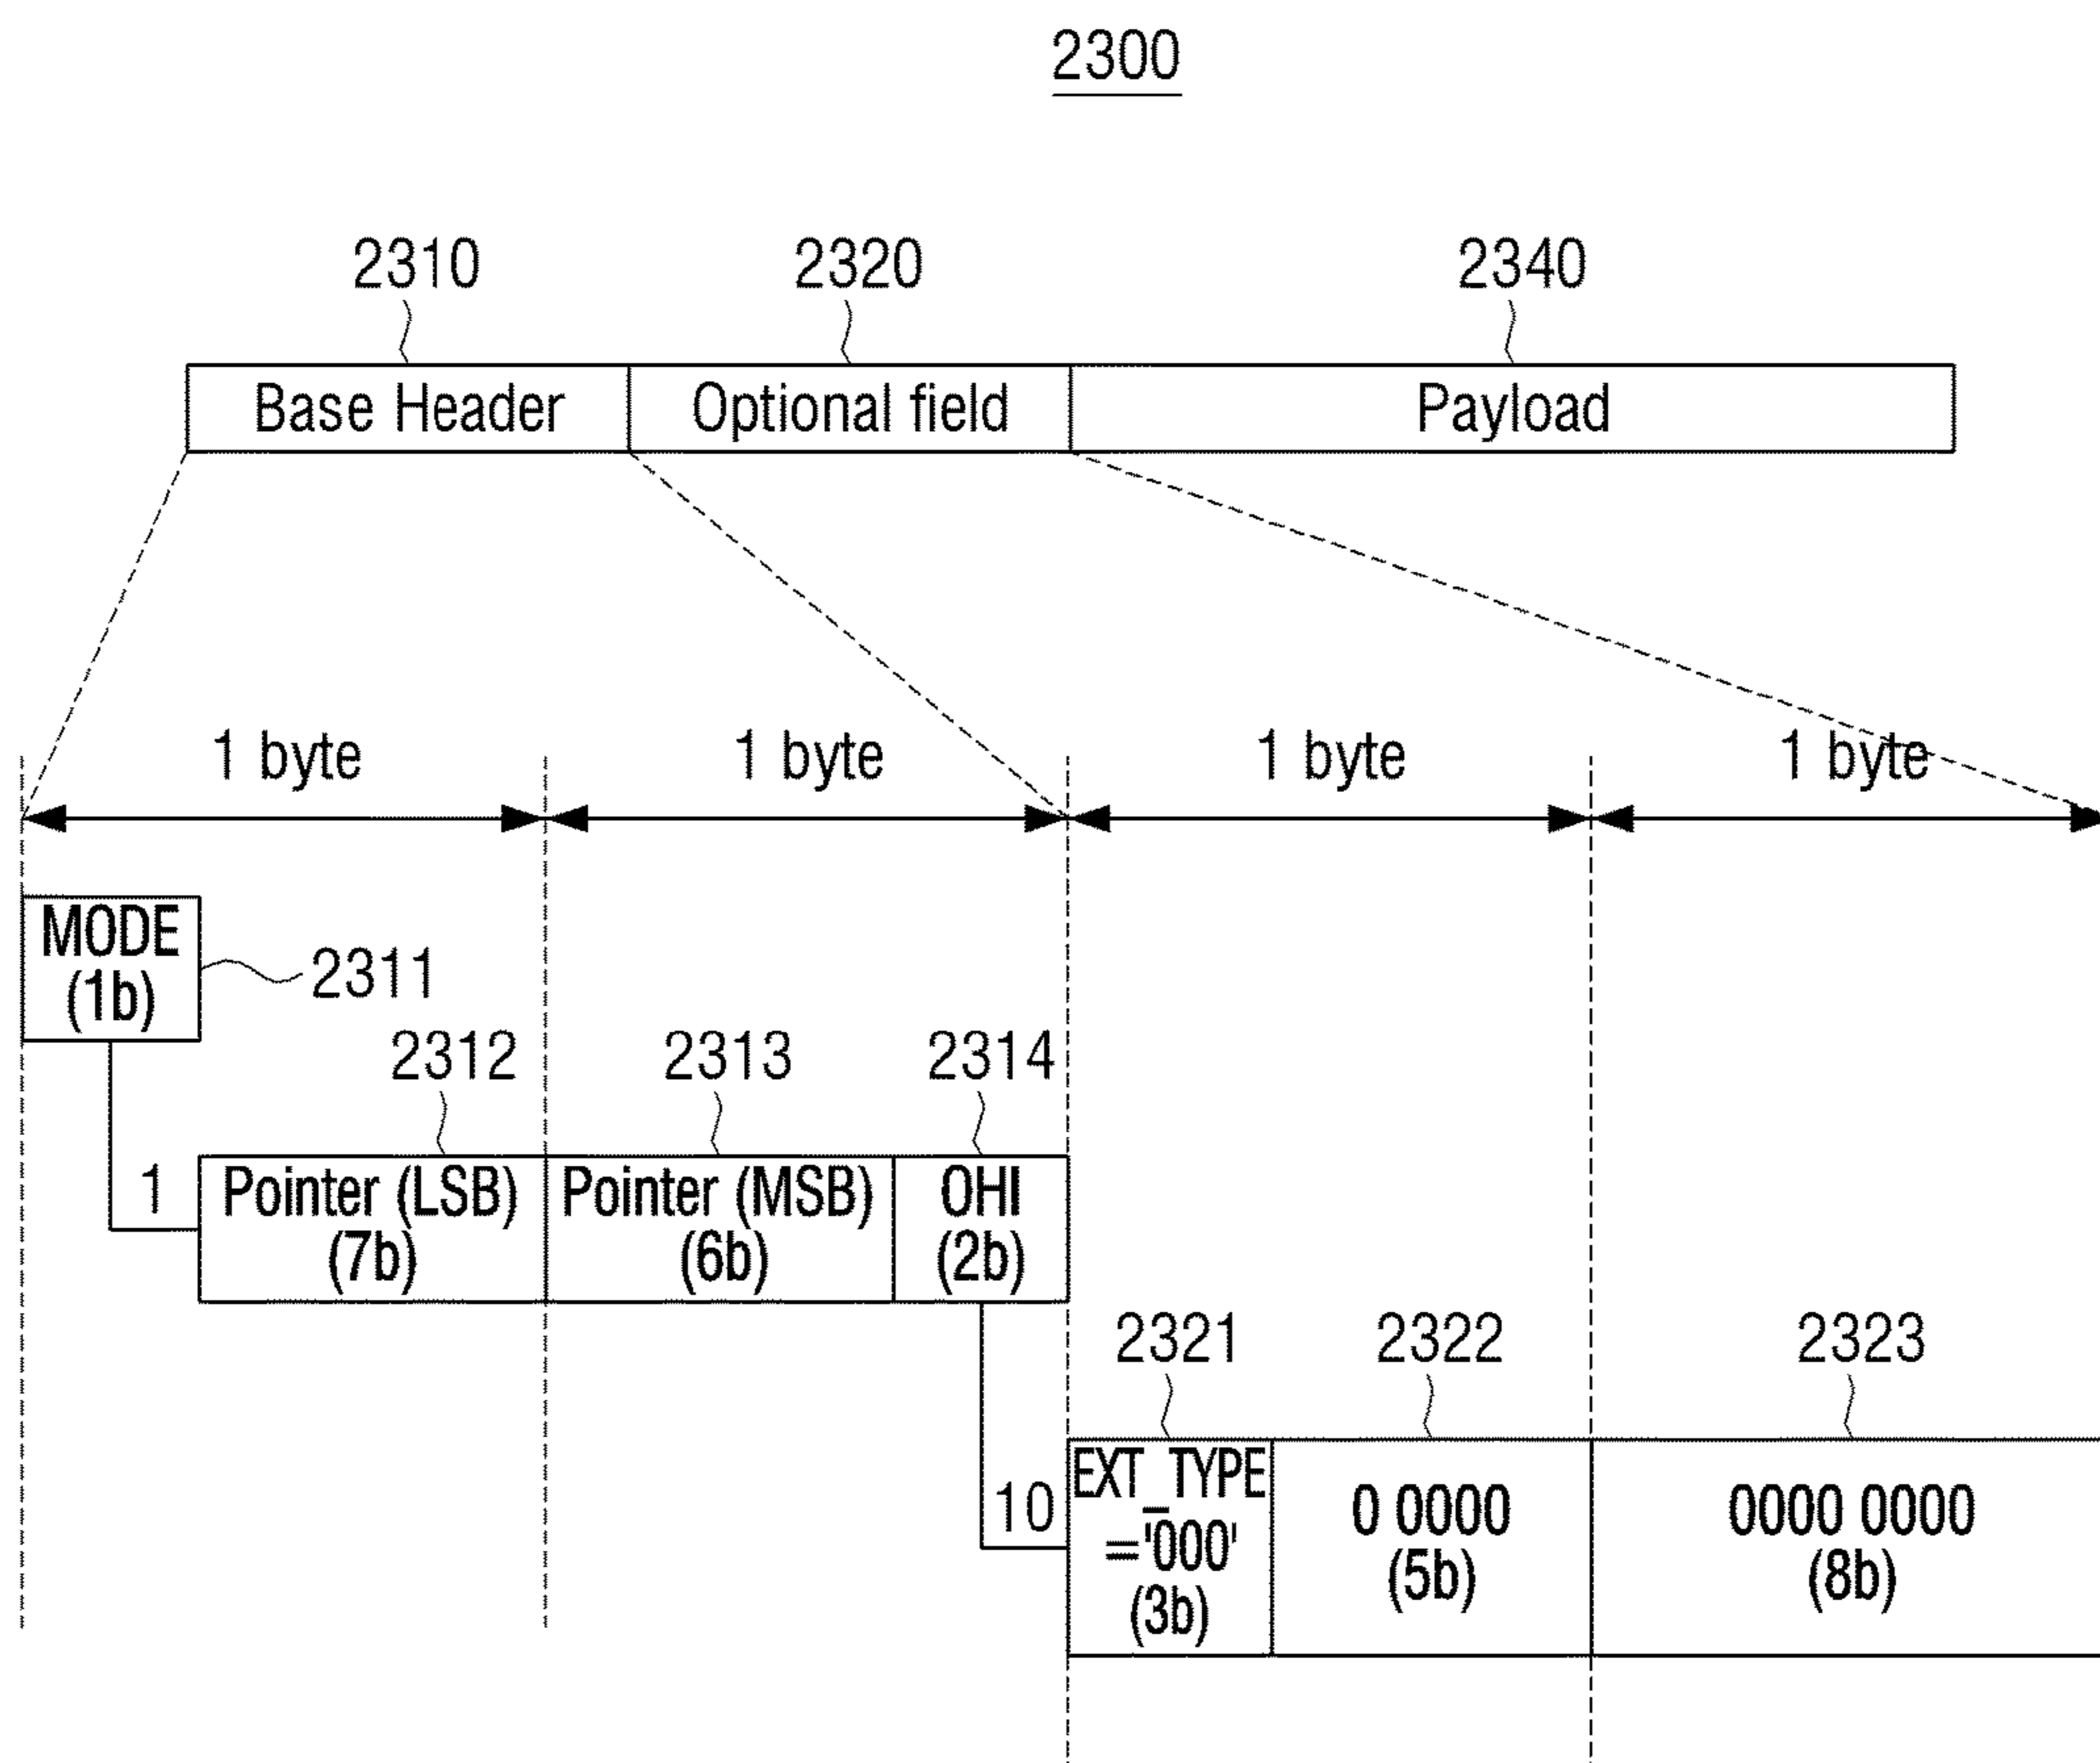 2300
2310 2320 2340
Base Header Optional field Payload
1 byte 1 byte 1 byte 1 byte
MODE
(1b)
2311
2312 2313 2314
1
Pointer (LSB)
(7b)
Pointer (MSB)
(6b)
OHI
(2b)
2321 2322 2323
10
EXT_TYPE
='000'
(3b)
0 0000
(5b)
0000 0000
(8b)